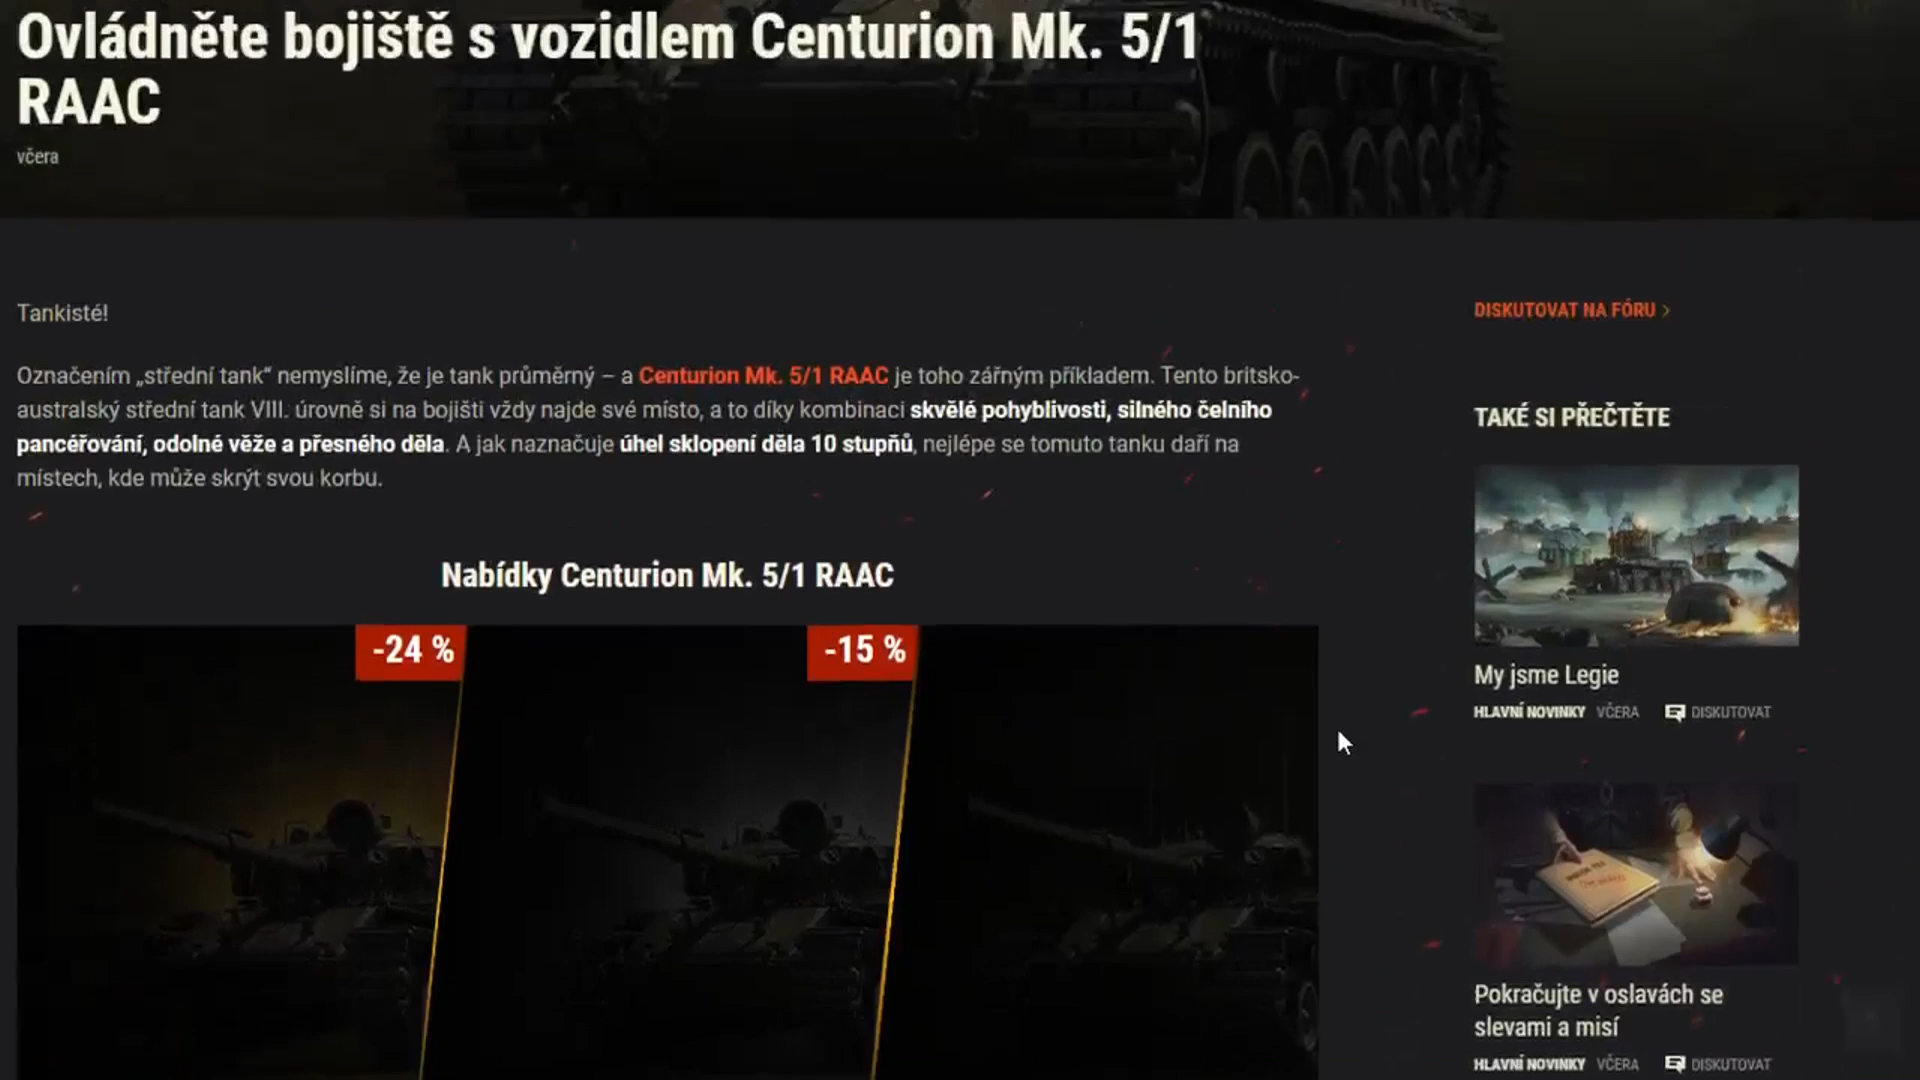 Ovládněte bojiště s vozidlem Centurion Mk. 5/1
RAAC
včera
Tankisté!
Označením „střední tank“ nemyslíme, že je tank průměrný – a Centurion Mk. 5/1 RAAC je toho zářným příkladem. Tento britsko-
australský střední tank VIII. úrovně si na bojišti vždy najde své místo, a to díky kombinaci skvělé pohyblivosti, silného čelního
pancéřování, odolné věže a přesného děla. A jak naznačuje úhel sklopení děla 10 stupňů, nejlépe se tomuto tanku daří na
místech, kde může skrýt svou korbu.
Nabídky Centurion Mk. 5/1 RAAC
-24 %
-15 %
DISKUTOVAT NA FÓRU >
TAKÉ SI PŘEČTĚTE
My jsme Legie
HLAVNÍ NOVINKY VČERA DISKUTOVAT
Pokračujte v oslavách se
slevami a misí
HLAVNÍ NOVINKY VČERA DISKUTOVAT